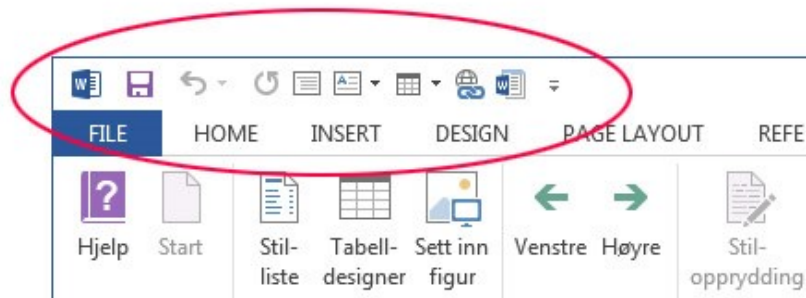 FILE HOME INSERT DESIGN PAGE LAYOUT REFE
Hjelp Start Stil- Tabell- Sett inn Venstre Høyre Stil-
liste designer figur opprydding